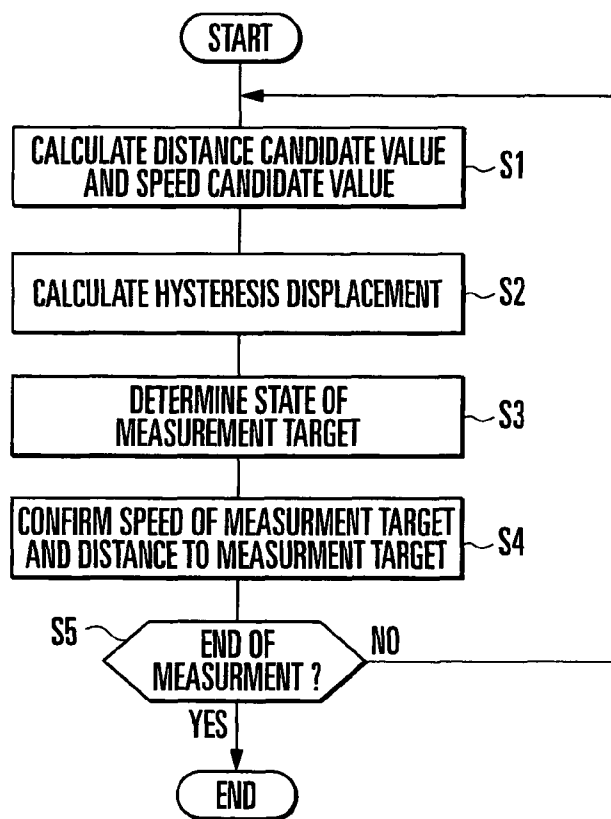 START
CALCULATE DISTANCE CANDIDATE VALUE
AND SPEED CANDIDATE VALUE
S1
CALCULATE HYSTERESIS DISPLACEMENT
S2
DETERMINE STATE OF
MEASUREMENT TARGET
S3
CONFIRM SPEED OF MEASURMENT TARGET
AND DISTANCE TO MEASURMENT TARGET
S4
S5
END OF
MEASURMENT ?
NO
YES
END